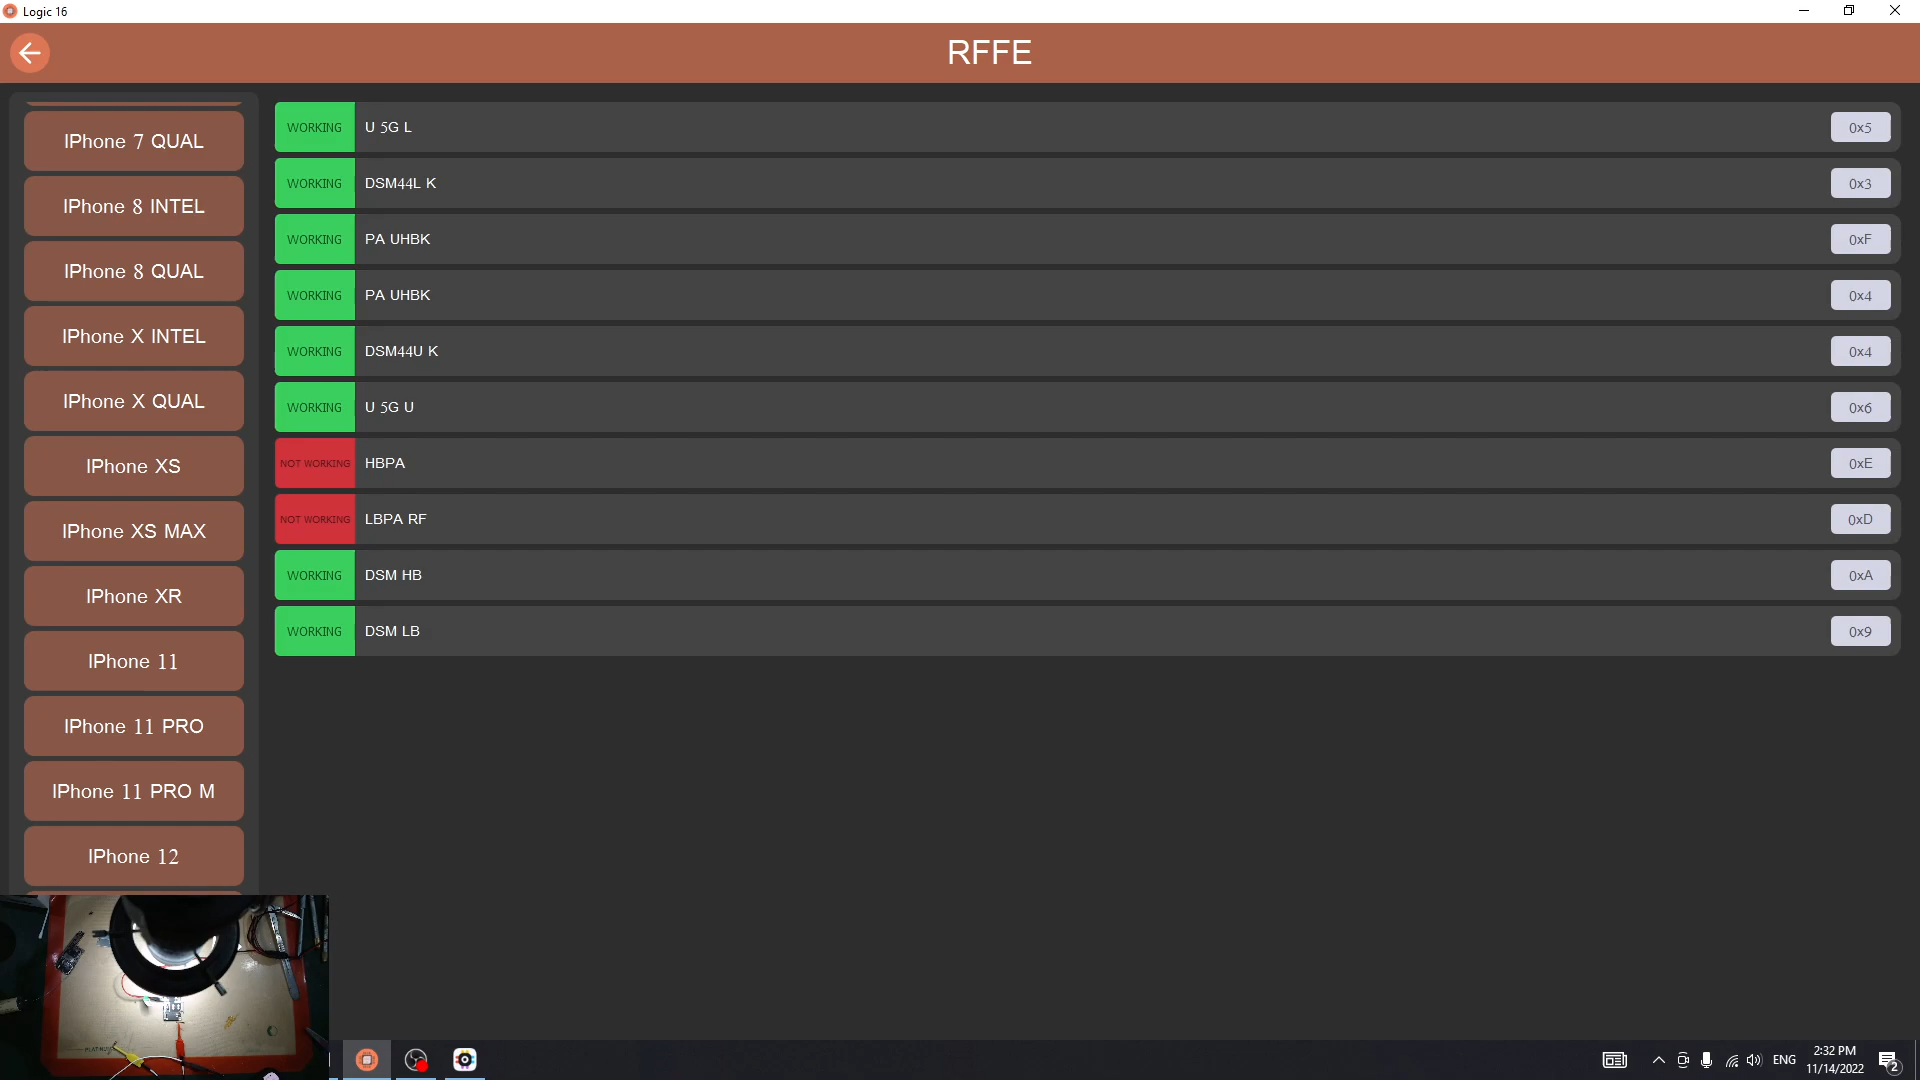 Logic 16
RFFE
IPhone 7 QUAL
IPhone 8 INTEL
IPhone 8 QUAL
IPhone X INTEL
IPhone X QUAL
IPhone XS
IPhone XS MAX
IPhone XR
IPhone 11
IPhone 11 PRO
IPhone 11 PRO M
IPhone 12
WORKING U 5G L 0x5
WORKING DSM44L K 0x3
WORKING PA UHBK 0xF
WORKING PA UHBK 0x4
WORKING DSM44U K 0x4
WORKING U 5G U 0x6
NOT WORKING HBPA 0xE
NOT WORKING LBPA RF 0xD
WORKING DSM HB 0xA
WORKING DSM LB 0x9
ENG
2:32 PM
11/14/2022
2